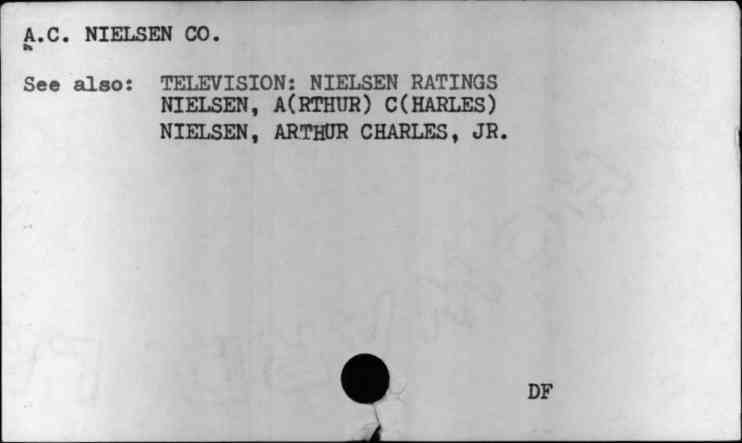 A.C. NIELSEN CO.
See also: TELEVISION: NIELSEN RATINGS
NIELSEN, A(RTHUR) C(HARLES)
NIELSEN, ARTHUR CHARLES, JR.
DF